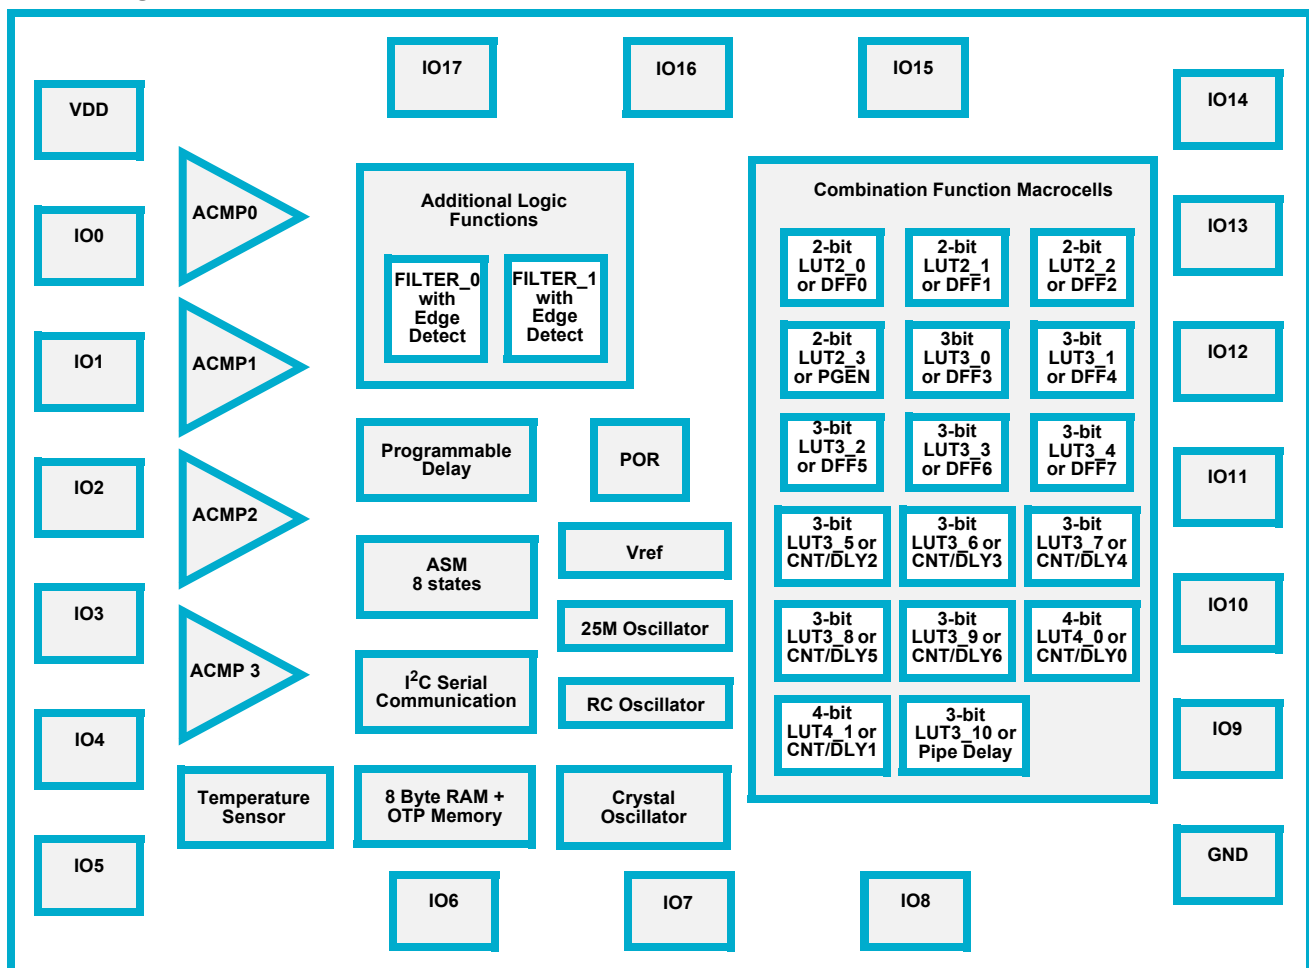 IO17
IO16
IO15
VDD
IO14
ACMP0
Additional Logic
Functions
Combination Function Macrocells
IO0
IO13
FILTER_0
with
Edge
Detect
FILTER_1
with
Edge
Detect
2-bit
LUT2_0
or DFF0
2-bit
LUT2_1
or DFF1
2-bit
LUT2_2
or DFF2
IO1
ACMP1
2-bit
LUT2_3
or PGEN
3bit
LUT3_0
or DFF3
3-bit
LUT3_1
or DFF4
IO12
Programmable
Delay
POR
3-bit
LUT3_2
or DFF5
3-bit
LUT3_3
or DFF6
3-bit
LUT3_4
or DFF7
IO2
IO11
ACMP2
Vref
ASM
8 states
3-bit
LUT3_5 or
CNT/DLY2
3-bit
LUT3_6 or
CNT/DLY3
3-bit
LUT3_7 or
CNT/DLY4
IO3
25M Oscillator
3-bit
LUT3_8 or
CNT/DLY5
3-bit
LUT3_9 or
CNT/DLY6
4-bit
LUT4_0 or
CNT/DLY0
IO10
ACMP 3
I²C Serial
Communication
RC Oscillator
4-bit
LUT4_1 or
CNT/DLY1
3-bit
LUT3_10 or
Pipe Delay
IO4
IO9
Temperature
Sensor
8 Byte RAM +
OTP Memory
Crystal
Oscillator
IO5
GND
IO6
IO7
IO8